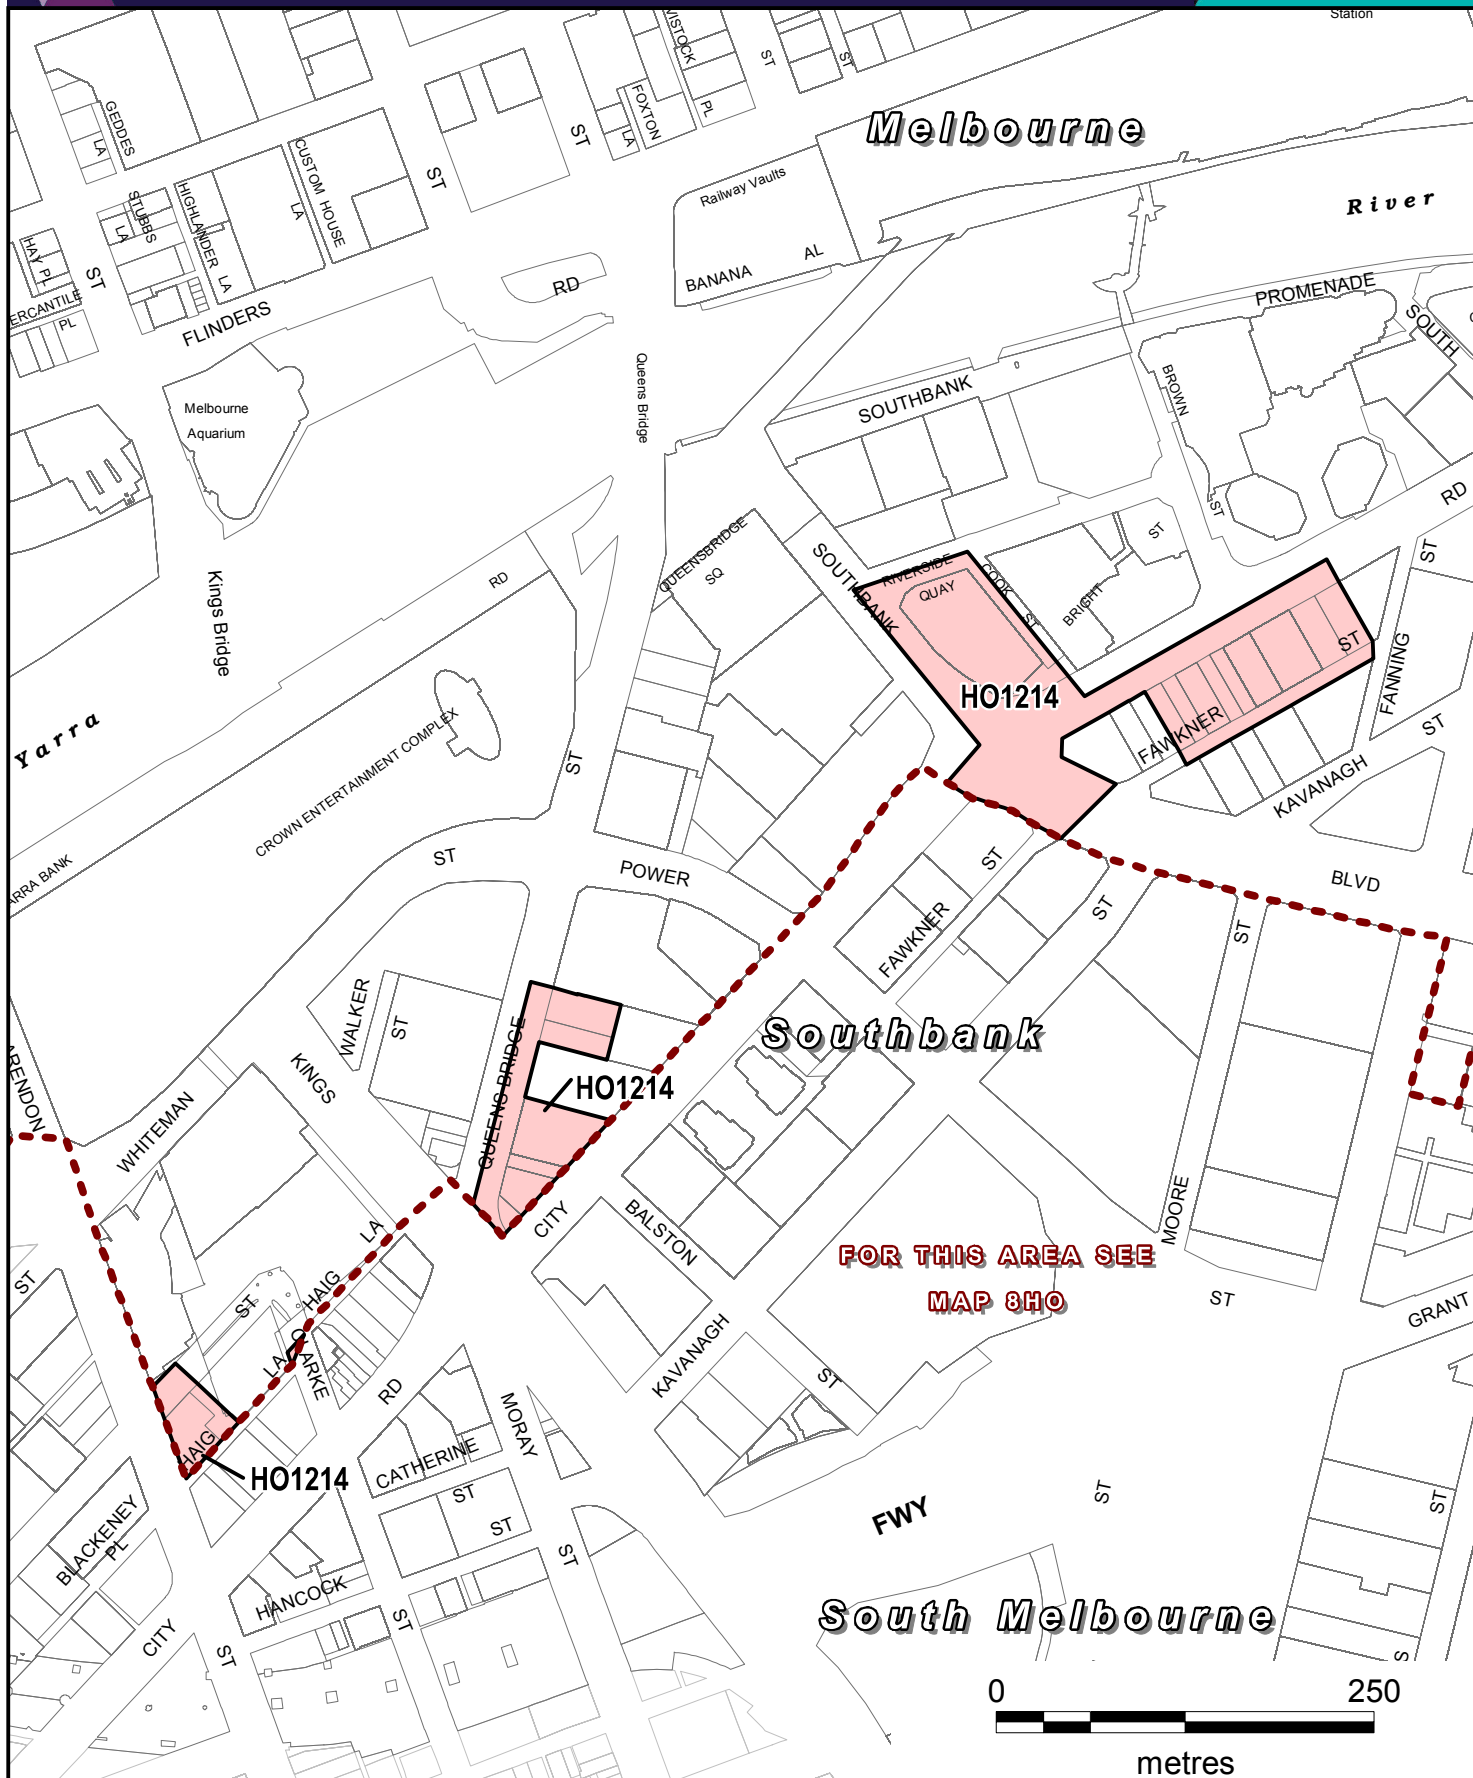 Station
VISTOCK
PL
ST
ST
GEDDES
LA
FOXTON
LA
ST
Melbourne
CUSTOM HOUSE
LA
ST
STUBBS
LA
HIGHLANDER
LA
Railway Vaults
River
HAY PL
ST
BANANA
AL
RD
PROMENADE
ERCANTILE
PL
FLINDERS
SOUTH
Queens Bridge
SOUTHBANK
BROWN
ST
Melbourne
Aquarium
RD
QUEENSBRIDGE
SQ
SOUTHBANK
RIVERSIDE
QUAY
COOK
ST
BRIGHT
ST
ST
Kings Bridge
RD
ST
FANNING
HO1214
FAWKNER
ST
KAVANAGH
Yarra
CROWN ENTERTAINMENT COMPLEX
ST
ARRA BANK
ST
POWER
ST
BLVD
FAWKNER
ST
ST
WALKER
ST
Southbank
ARENDON
KINGS
QUEENS BRIDGE
HO1214
WHITEMAN
CITY
BALSTON
MOORE
LA
FOR THIS AREA SEE
MAP 8HO
ST
HAIG
ST
ST
GRANT
LA
CLARKE
KAVANAGH
ST
RD
HAIG
HO1214
MORAY
CATHERINE
ST
ST
ST
ST
FWY
BLACKENEY
PL
ST
HANCOCK
ST
South Melbourne
CITY
ST
S
0
250
metres